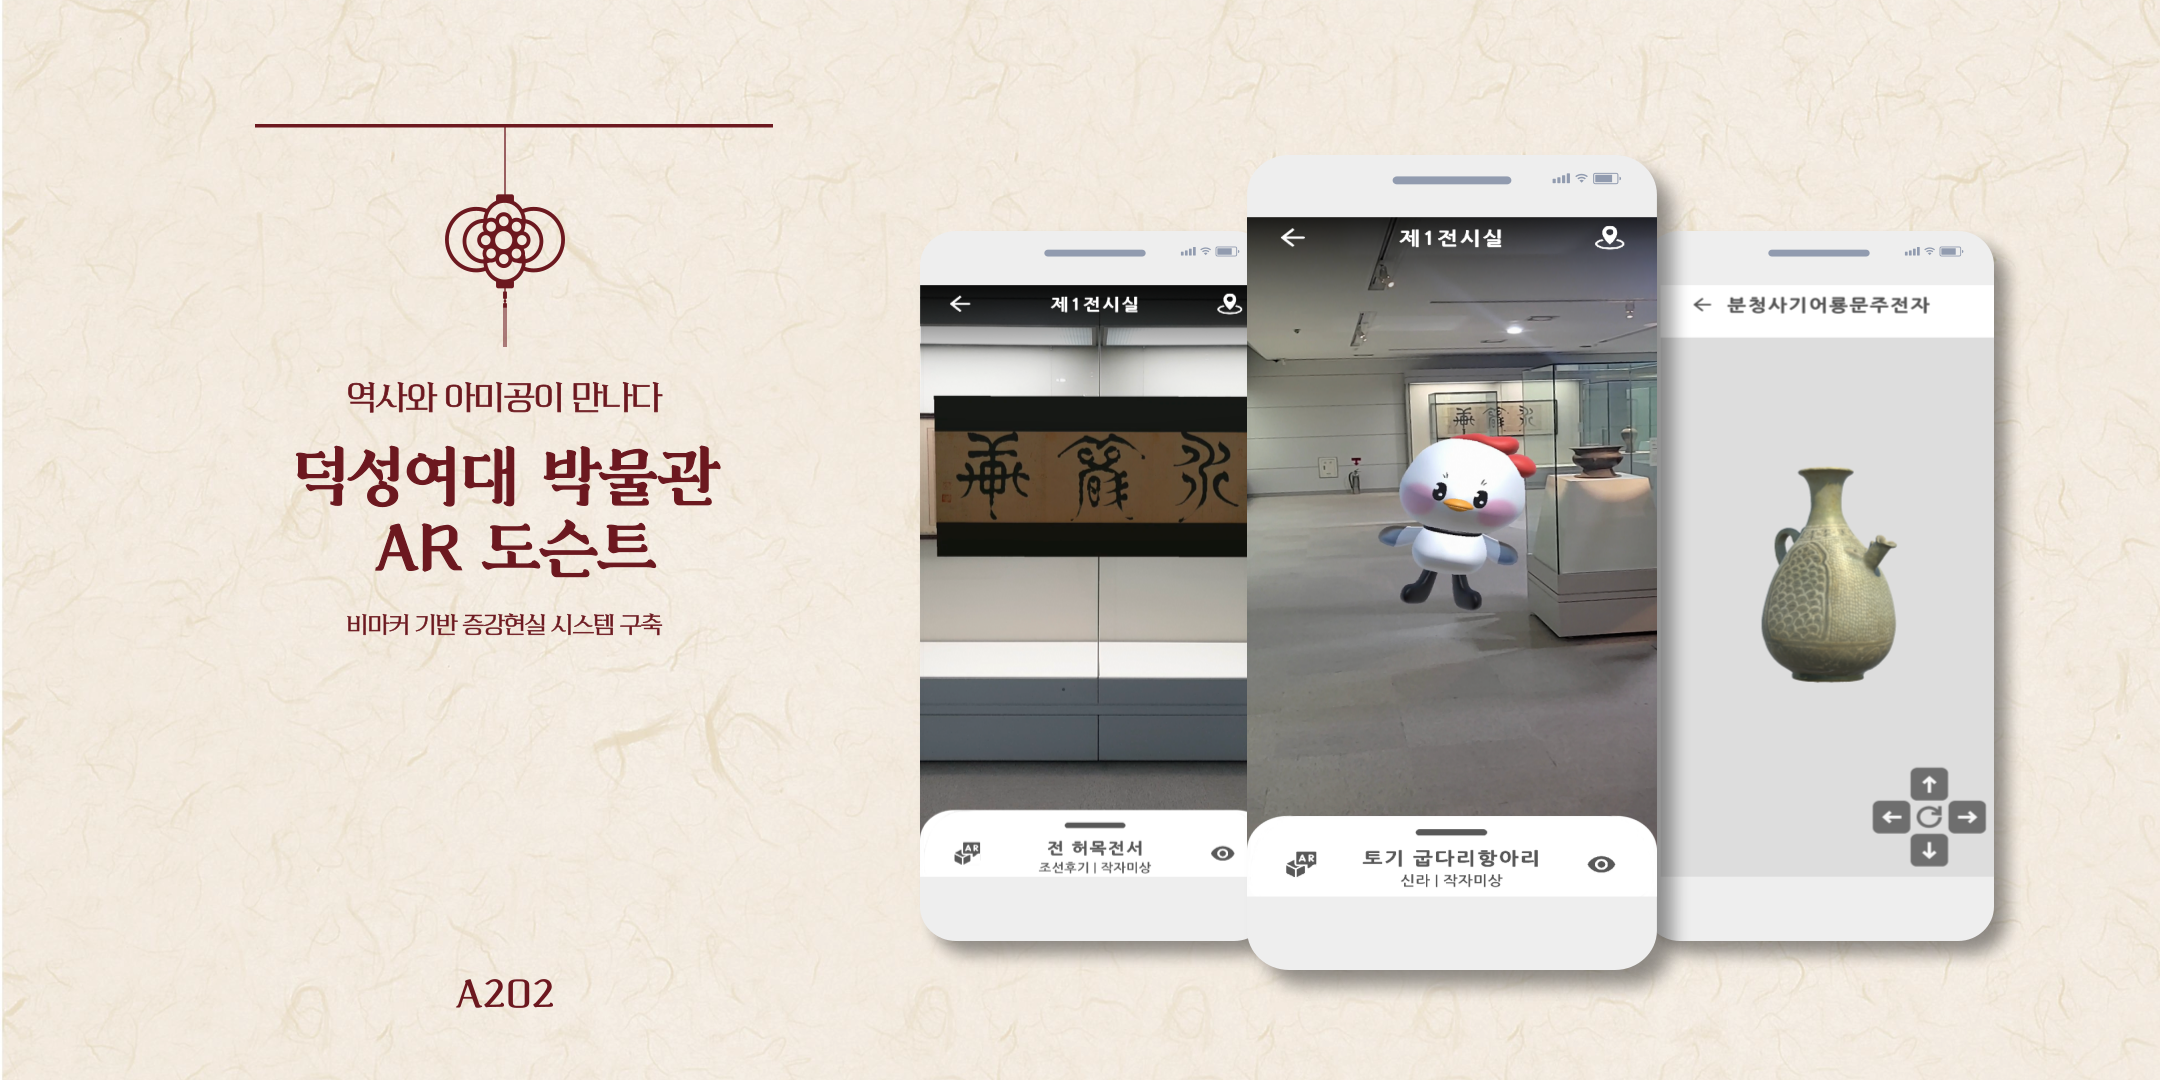 역사와 아미공이 만나다
덕성여대 박물관
AR 도슨트
비마커 기반 증강현실 시스템 구축
A202
제1전시실
AR
전 허목전서
조선후기 | 작자미상
제1전시실
AR
토기 굽다리항아리
신라 | 작자미상
분청사기어룡문주전자